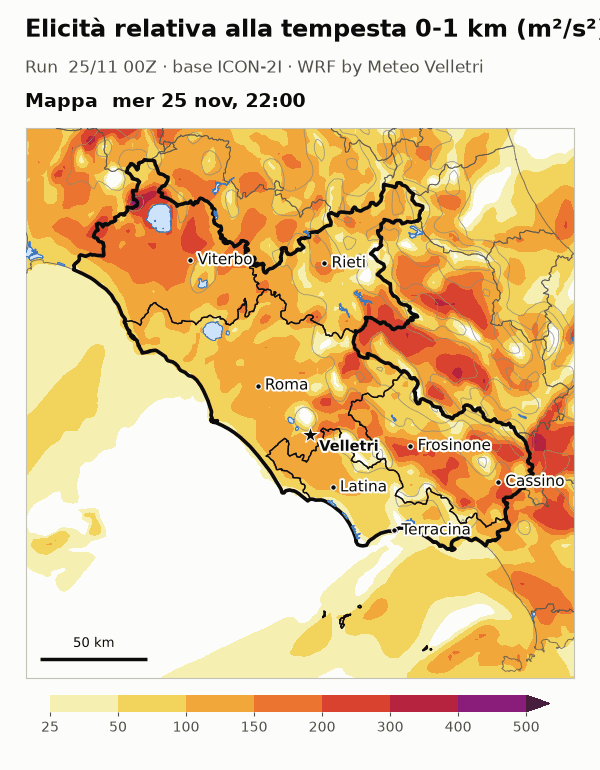 Elicità relativa alla tempesta 0-1 km (m²/s²)
Run 25/11 00Z · base ICON-2I · WRF by Meteo Velletri
Mappa mer 25 nov, 22:00
Viterbo
Rieti
Roma
Velletri
Frosinone
Cassino
Latina
Terracina
50 km
25 50 100 150 200 300 400 500